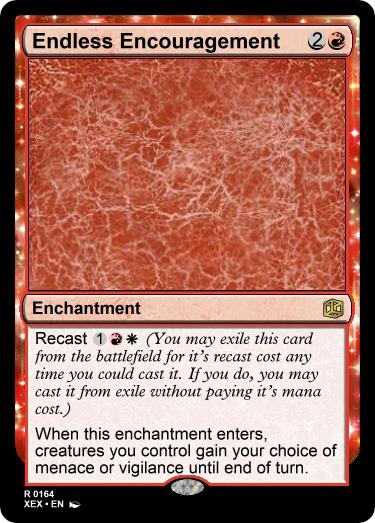 Endless Encouragement 2
Enchantment
Recast 1 (You may exile this card
from the battlefield for it's recast cost any
time you could cast it. If you do, you may
cast it from exile without paying it's mana
cost.)
When this enchantment enters,
creatures you control gain your choice of
menace or vigilance until end of turn.
R 0164
XEX • EN